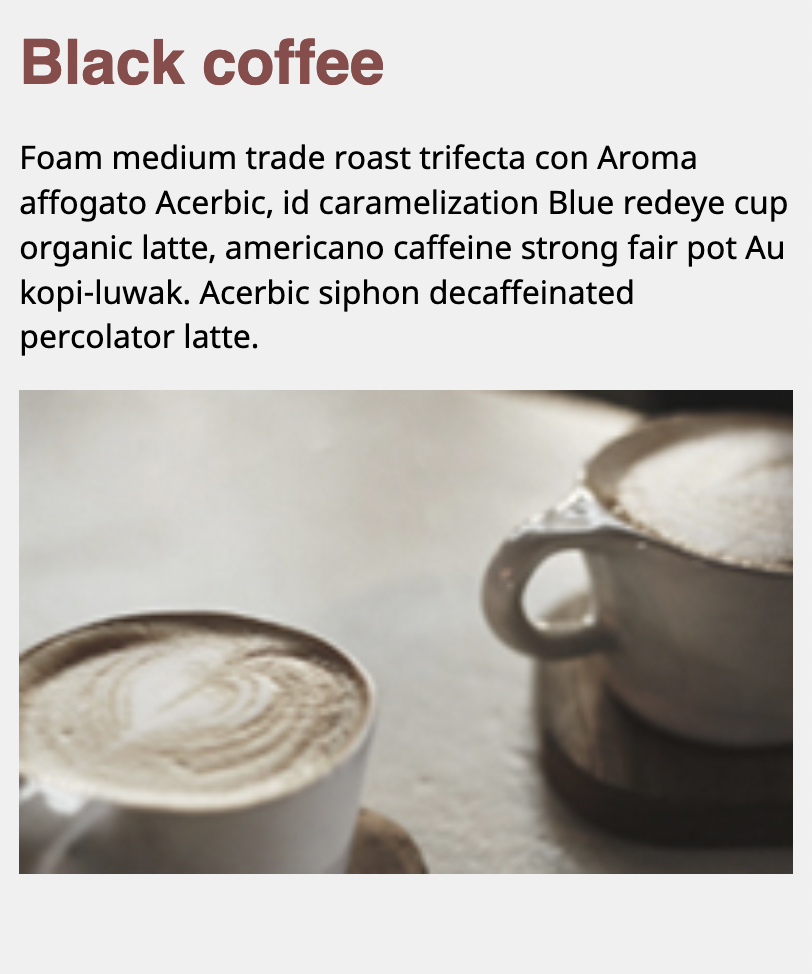 Black coffee
Foam medium trade roast trifecta con Aroma
affogato Acerbic, id caramelization Blue redeye cup
organic latte, americano caffeine strong fair pot Au
kopi-luwak. Acerbic siphon decaffeinated
percolator latte.